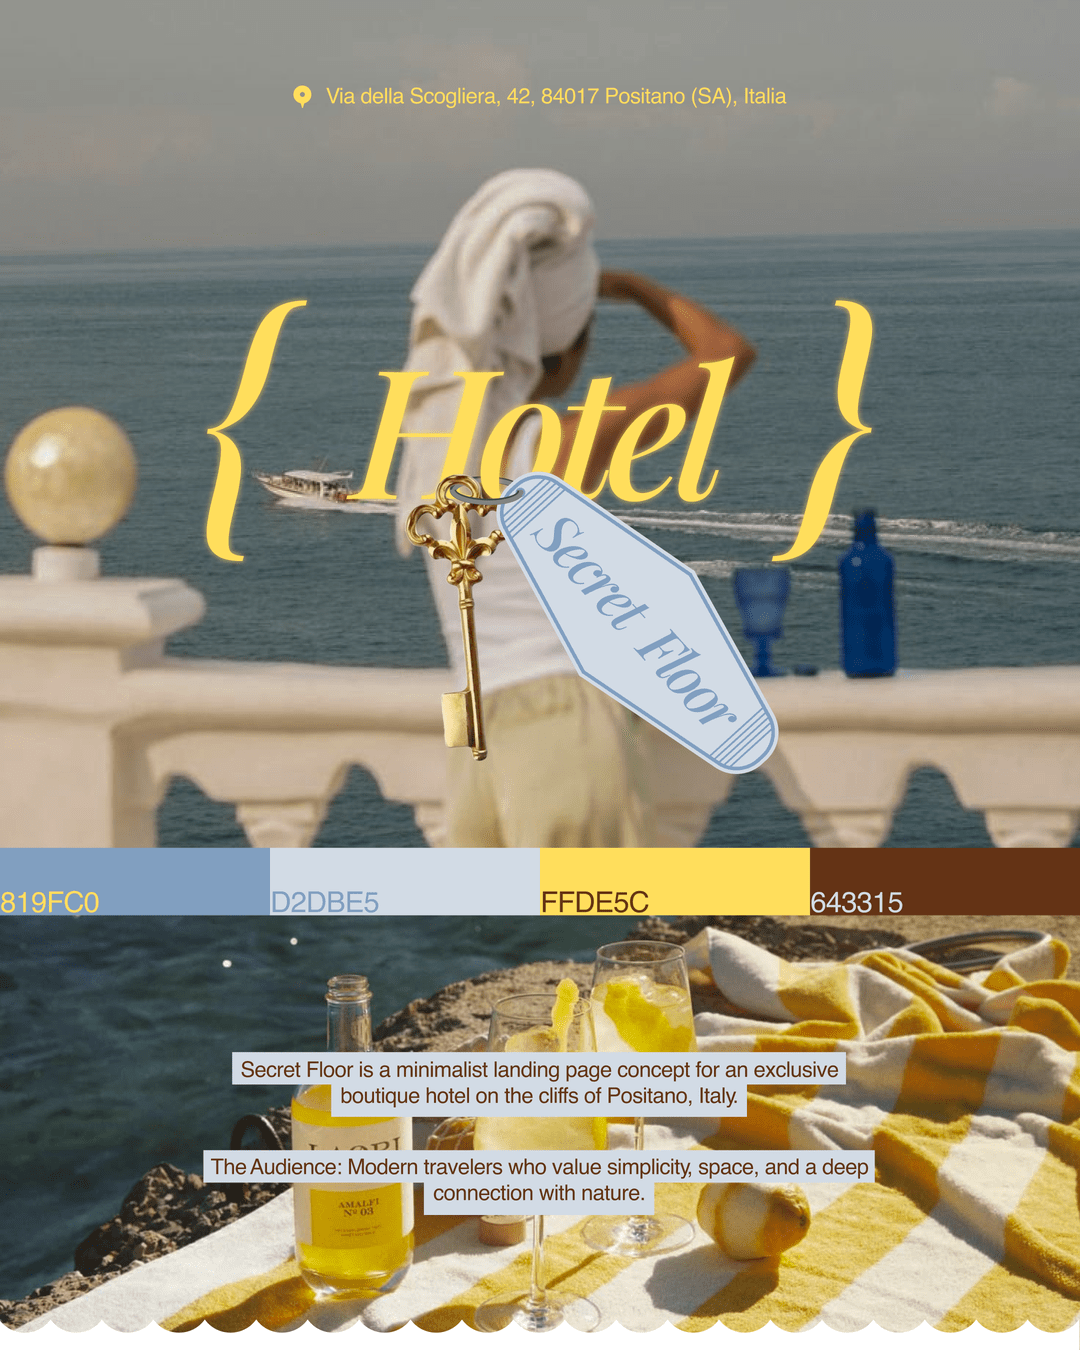 Via della Scogliera, 42, 84017 Positano (SA), Italia
{ Hotel }
Secret Floor
819FC0
D2DBE5
FFDE5C
643315
Secret Floor is a minimalist landing page concept for an exclusive
boutique hotel on the cliffs of Positano, Italy.
The Audience: Modern travelers who value simplicity, space, and a deep
connection with nature.
AMALFI
Nº 03